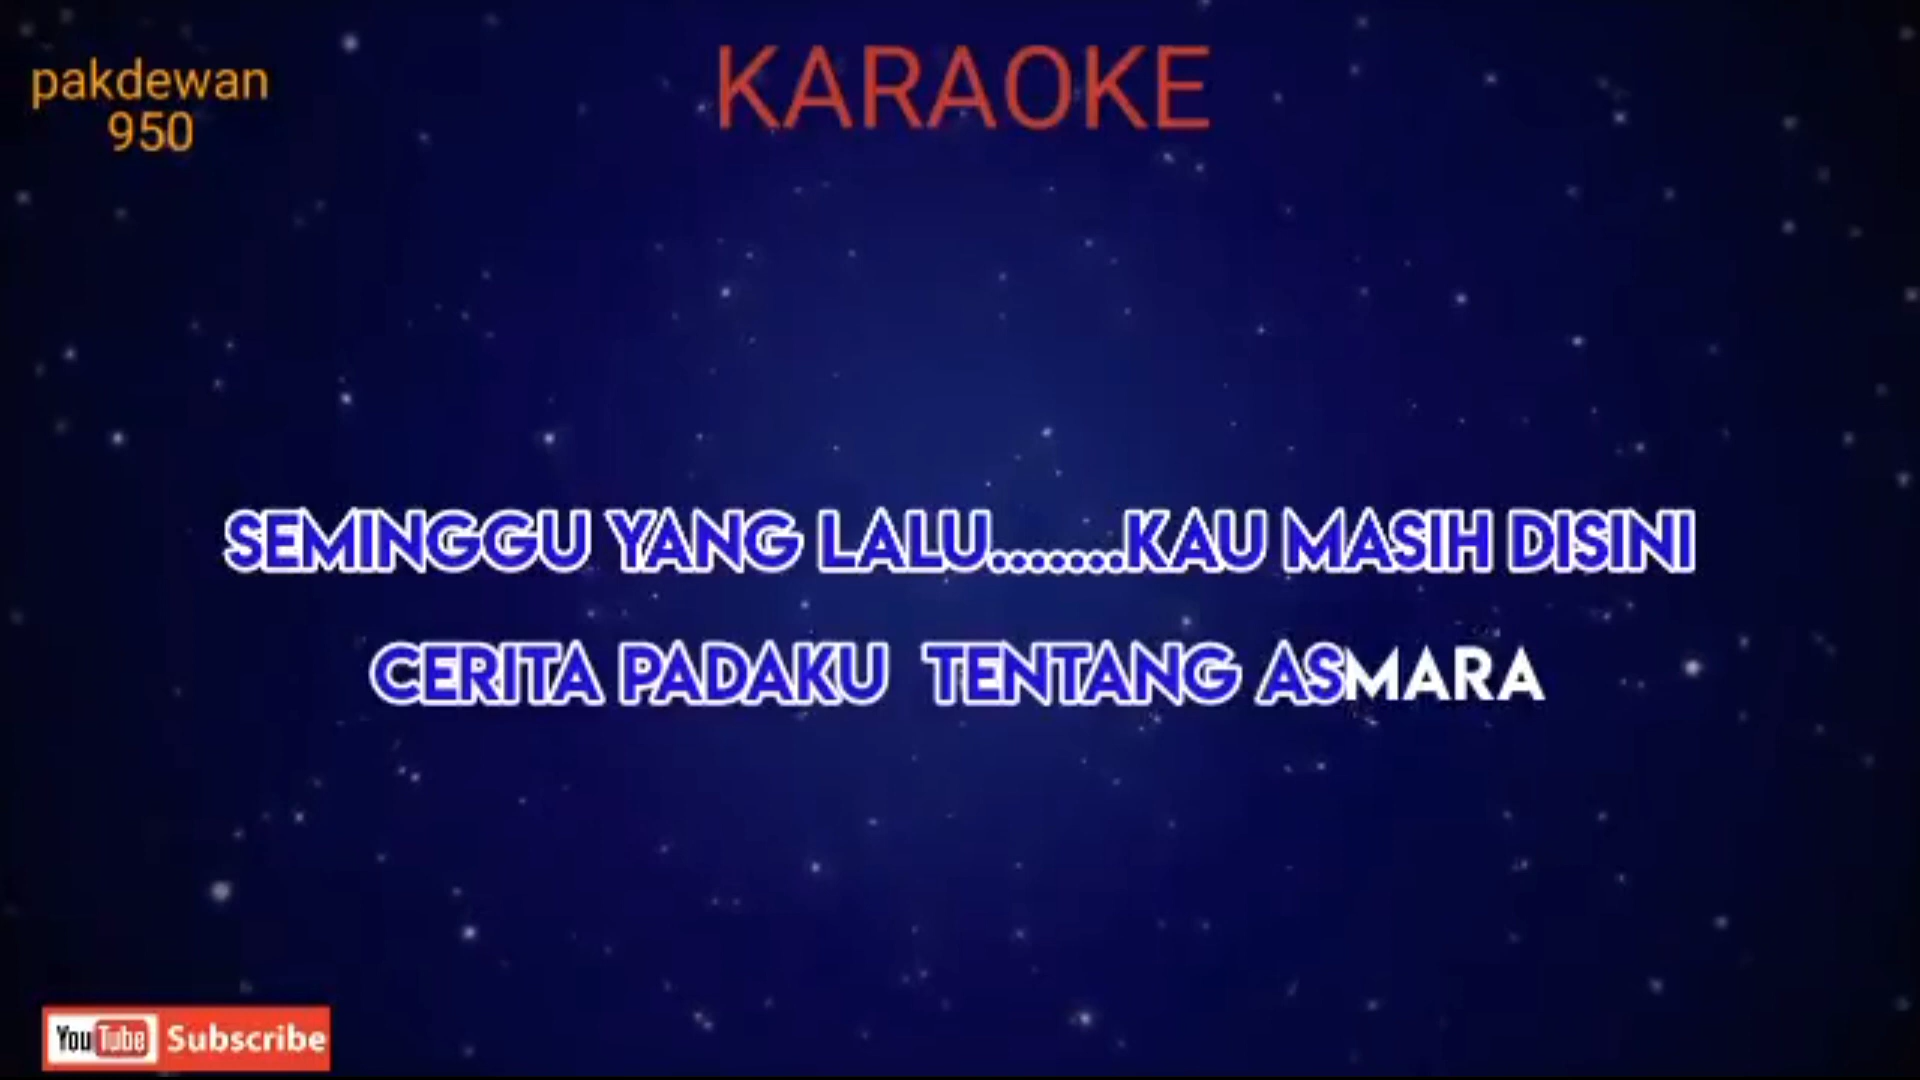 pakdewan
950
KARAOKE
SEMINGGU YANG LALU.......KAU MASIH DISINI
CERITA PADAKU TENTANG ASMARA
YouTube Subscribe